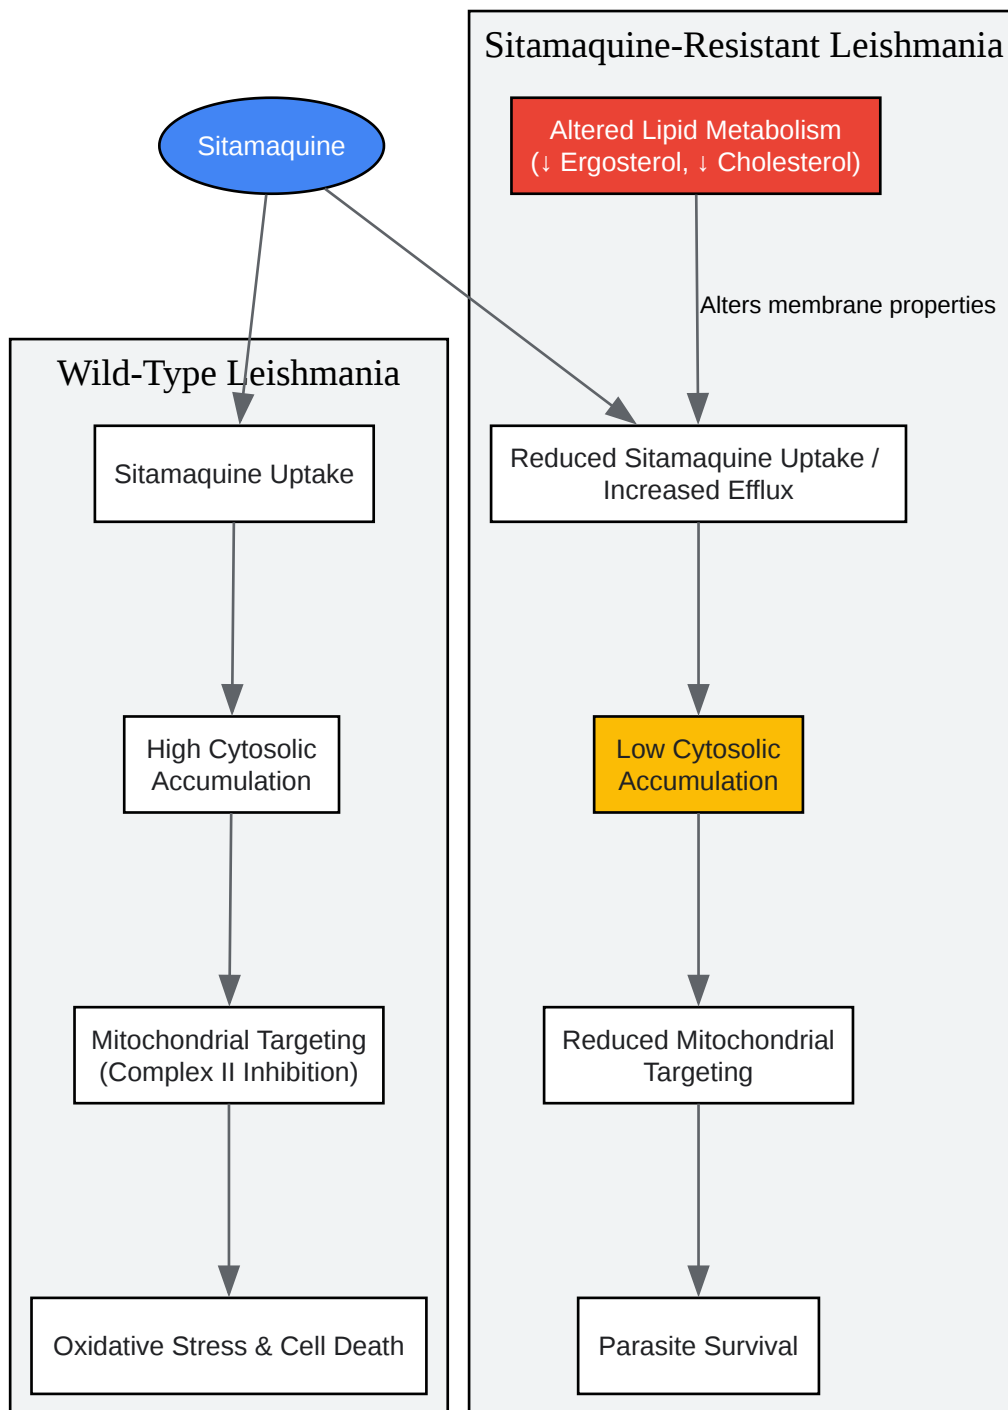 Sitamaquine-Resistant Leishmania
Sitamaquine
Altered Lipid Metabolism
(↓ Ergosterol, ↓ Cholesterol)
Alters membrane properties
Wild-Type Leishmania
Sitamaquine Uptake
Reduced Sitamaquine Uptake /
Increased Efflux
High Cytosolic
Accumulation
Low Cytosolic
Accumulation
Mitochondrial Targeting
(Complex II Inhibition)
Reduced Mitochondrial
Targeting
Oxidative Stress & Cell Death
Parasite Survival